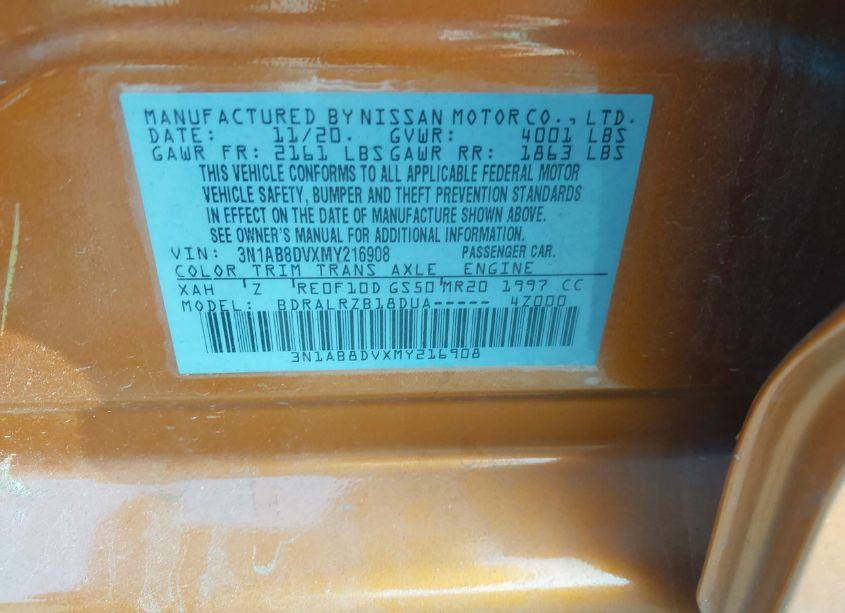 MANUFACTURED BY NISSAN MOTOR CO., LTD.
DATE: 11/20. GVWR: 4001 LBS
GAWR FR: 2161 LBS GAWR RR: 1863 LBS
THIS VEHICLE CONFORMS TO ALL APPLICABLE FEDERAL MOTOR
VEHICLE SAFETY, BUMPER AND THEFT PREVENTION STANDARDS
IN EFFECT ON THE DATE OF MANUFACTURE SHOWN ABOVE.
SEE OWNER'S MANUAL FOR ADDITIONAL INFORMATION.
VIN: 3N1AB8DVXMY216908 PASSENGER CAR.
COLOR TRIM TRANS AXLE ENGINE
XAH Z RE0F10D GS50 MR20 1997 CC
MODEL: BDRALRZB18DUA----- 4Z000
3N1AB8DVXMY216908